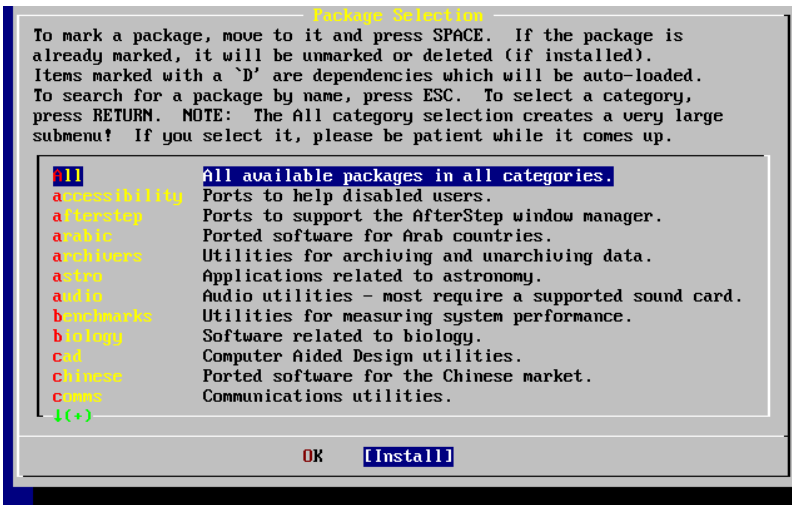 Package Selection
To mark a package, move to it and press SPACE.  If the package is
already marked, it will be unmarked or deleted (if installed).
Items marked with a `D' are dependencies which will be auto-loaded.
To search for a package by name, press ESC.  To select a category,
press RETURN.  NOTE:  The All category selection creates a very large
submenu!  If you select it, please be patient while it comes up.
All All available packages in all categories.
accessibility Ports to help disabled users.
afterstep Ports to support the AfterStep window manager.
arabic Ported software for Arab countries.
archivers Utilities for archiving and unarchiving data.
astro Applications related to astronomy.
audio Audio utilities - most require a supported sound card.
benchmarks Utilities for measuring system performance.
biology Software related to biology.
cad Computer Aided Design utilities.
chinese Ported software for the Chinese market.
comms Communications utilities.
↓(+)
OK [Install]